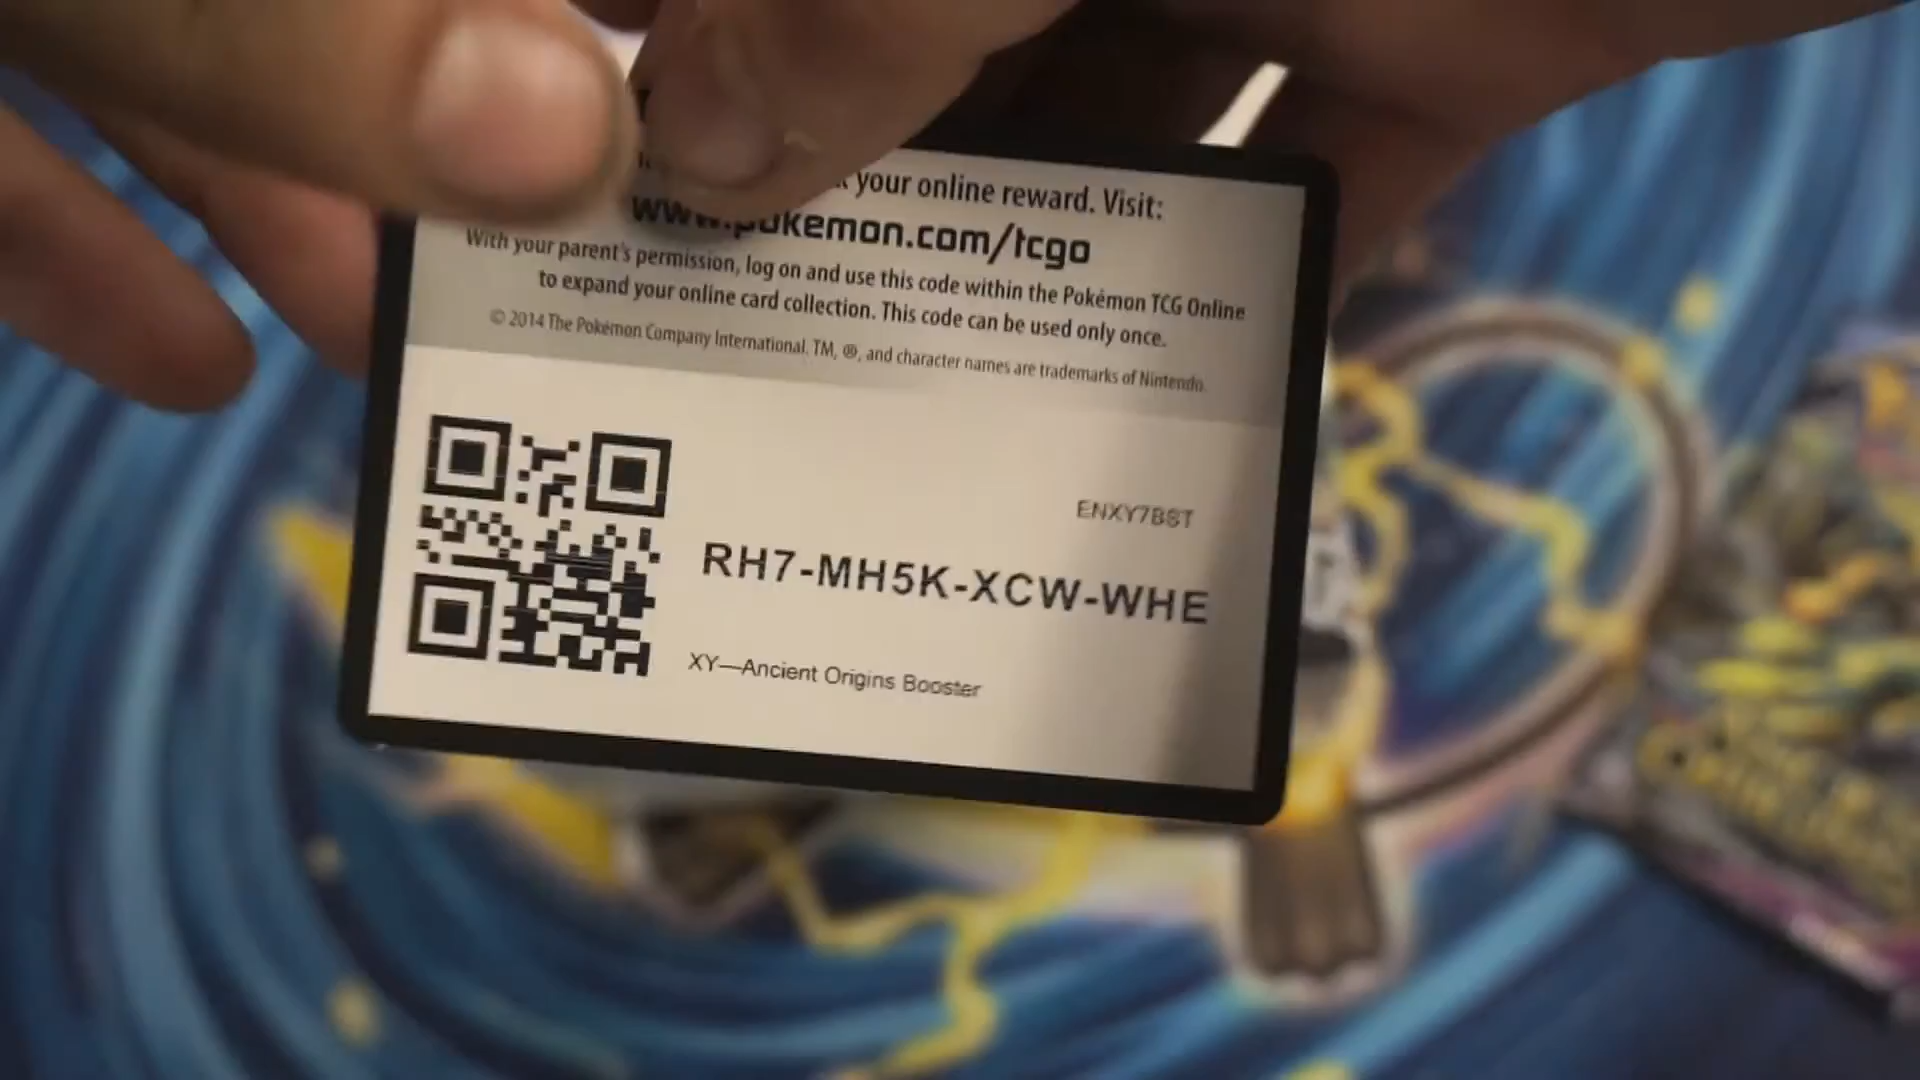 your online reward. Visit:
www.pokemon.com/tcgo
With your parent's permission, log on and use this code within the Pokémon TCG Online
to expand your online card collection. This code can be used only once.
© 2014 The Pokémon Company International. TM, ®, and character names are trademarks of Nintendo.
ENXY7BST
RH7-MH5K-XCW-WHE
XY—Ancient Origins Booster